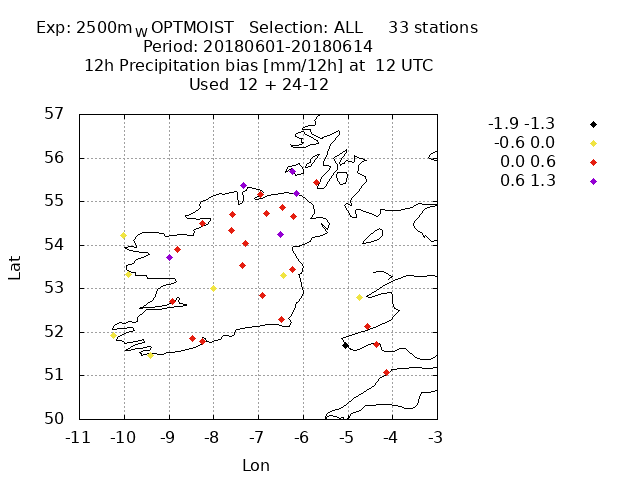 Exp: 2500m_W OPTMOIST Selection: ALL 33 stations
Period: 20180601-20180614
12h Precipitation bias [mm/12h] at 12 UTC
Used 12 + 24-12
-1.9 -1.3
-0.6 0.0
0.0 0.6
0.6 1.3
57
56
55
54
53
52
51
50
Lat
-11 -10 -9 -8 -7 -6 -5 -4 -3
Lon